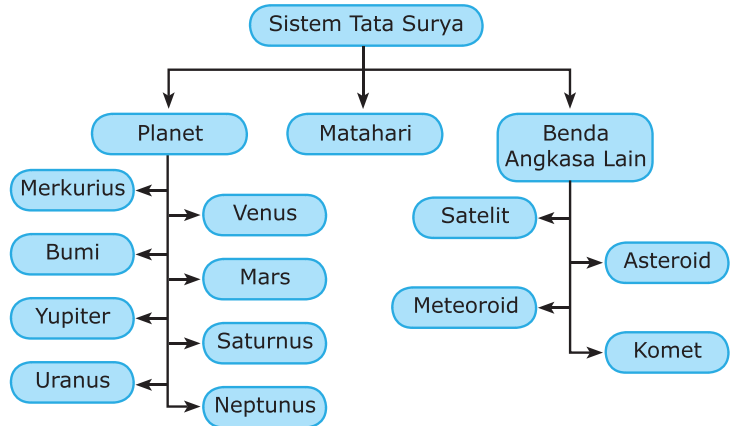 Sistem Tata Surya
Planet
Matahari
Benda
Angkasa Lain
Merkurius
Venus
Bumi
Mars
Yupiter
Saturnus
Uranus
Neptunus
Satelit
Asteroid
Meteoroid
Komet